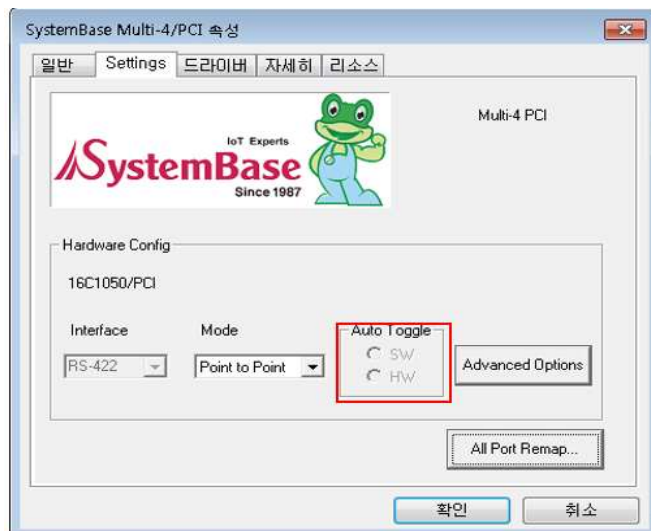 SystemBase Multi-4/PCI 속성
일반 Settings 드라이버 자세히 리소스
IoT Experts
SystemBase
Since 1987
Multi-4 PCI
Hardware Config
16C1050/PCI
Interface Mode Auto Toggle
RS-422 Point to Point SW
HW
Advanced Options
All Port Remap...
확인 취소